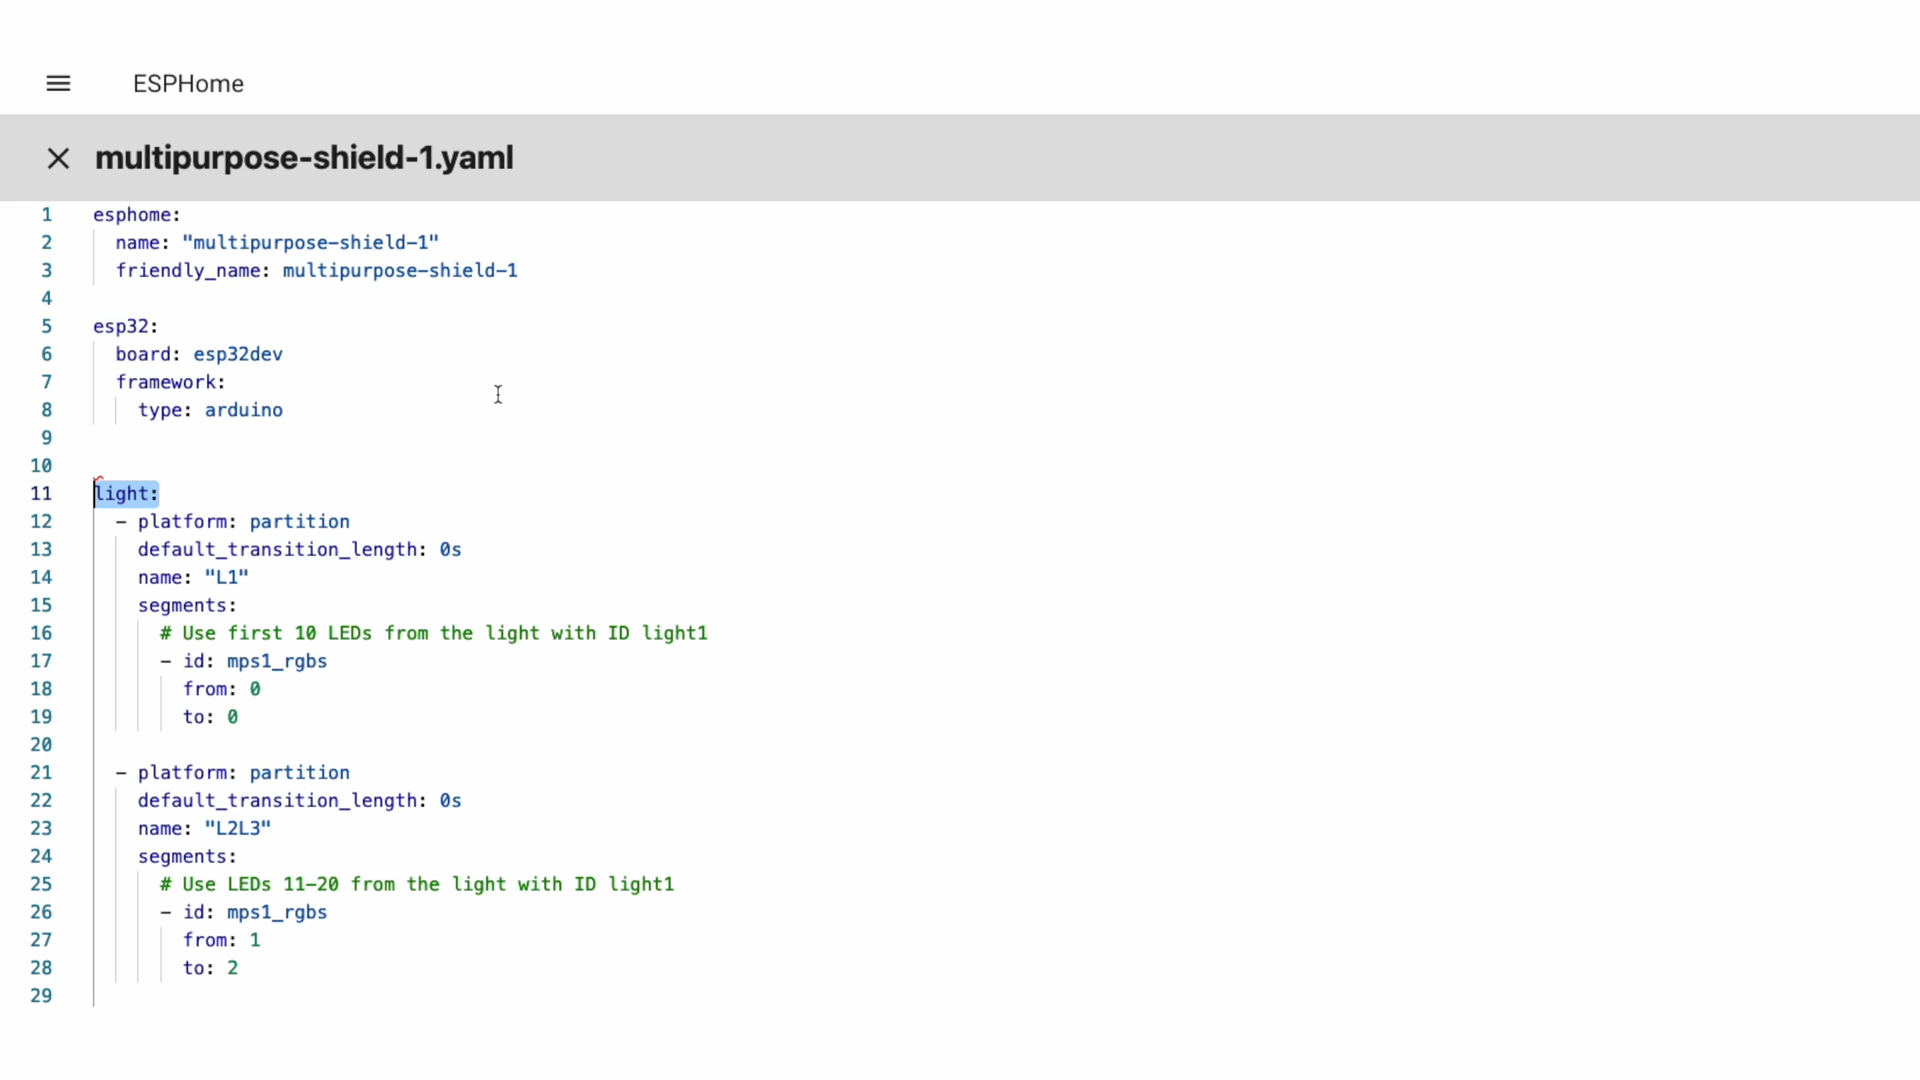 ESPHome
multipurpose-shield-1.yaml
1 esphome:
2   name: "multipurpose-shield-1"
3   friendly_name: multipurpose-shield-1
4
5 esp32:
6   board: esp32dev
7   framework:
8     type: arduino
9
10
11 light:
12   - platform: partition
13     default_transition_length: 0s
14     name: "L1"
15     segments:
16       # Use first 10 LEDs from the light with ID light1
17       - id: mps1_rgbs
18         from: 0
19         to: 0
20
21   - platform: partition
22     default_transition_length: 0s
23     name: "L2L3"
24     segments:
25       # Use LEDs 11-20 from the light with ID light1
26       - id: mps1_rgbs
27         from: 1
28         to: 2
29